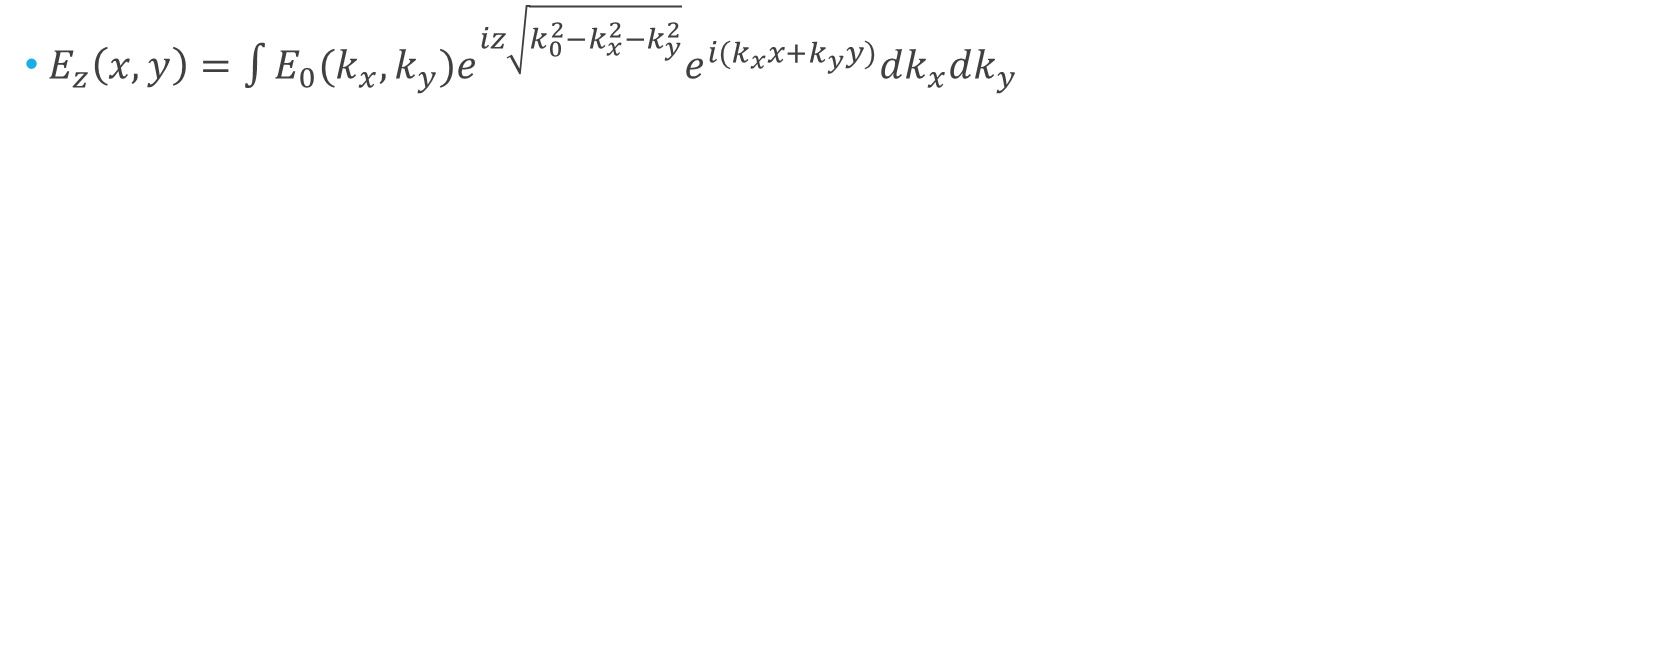 • E_z(x, y) = ∫ E_0(k_x, k_y)e^{iz√(k_0^2−k_x^2−k_y^2)} e^{i(k_x x+k_y y)} dk_x dk_y